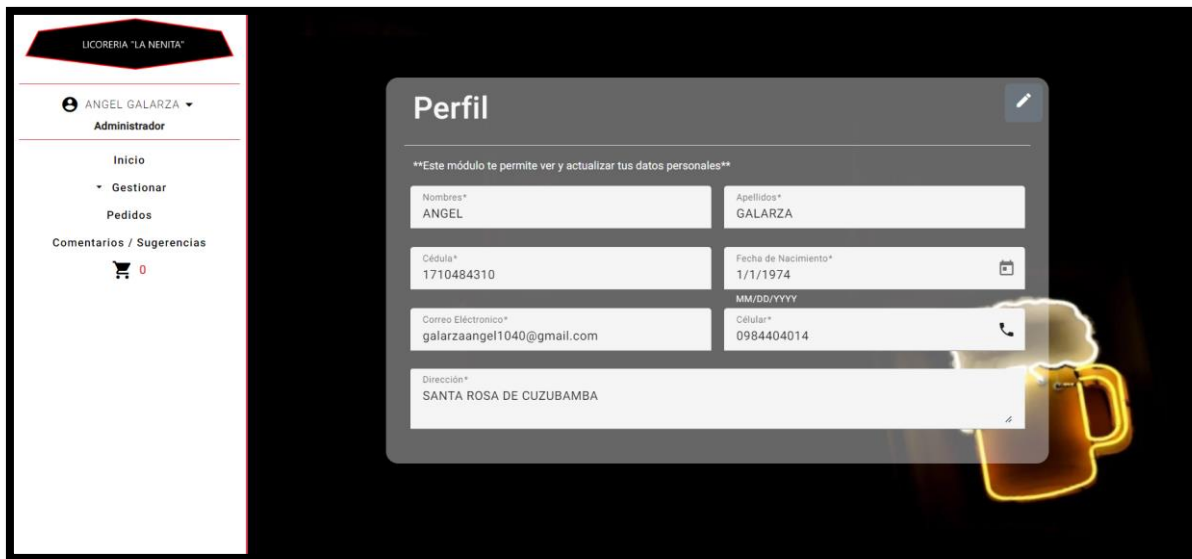 LICORERIA "LA NENITA"
ANGEL GALARZA
Administrador
Inicio
Gestionar
Pedidos
Comentarios / Sugerencias
0
Perfil
**Este módulo te permite ver y actualizar tus datos personales**
Nombres*
ANGEL
Apellidos*
GALARZA
Cédula*
1710484310
Fecha de Nacimiento*
1/1/1974
MM/DD/YYYY
Correo Eléctronico*
galarzaangel1040@gmail.com
Célular*
0984404014
Dirección*
SANTA ROSA DE CUZUBAMBA